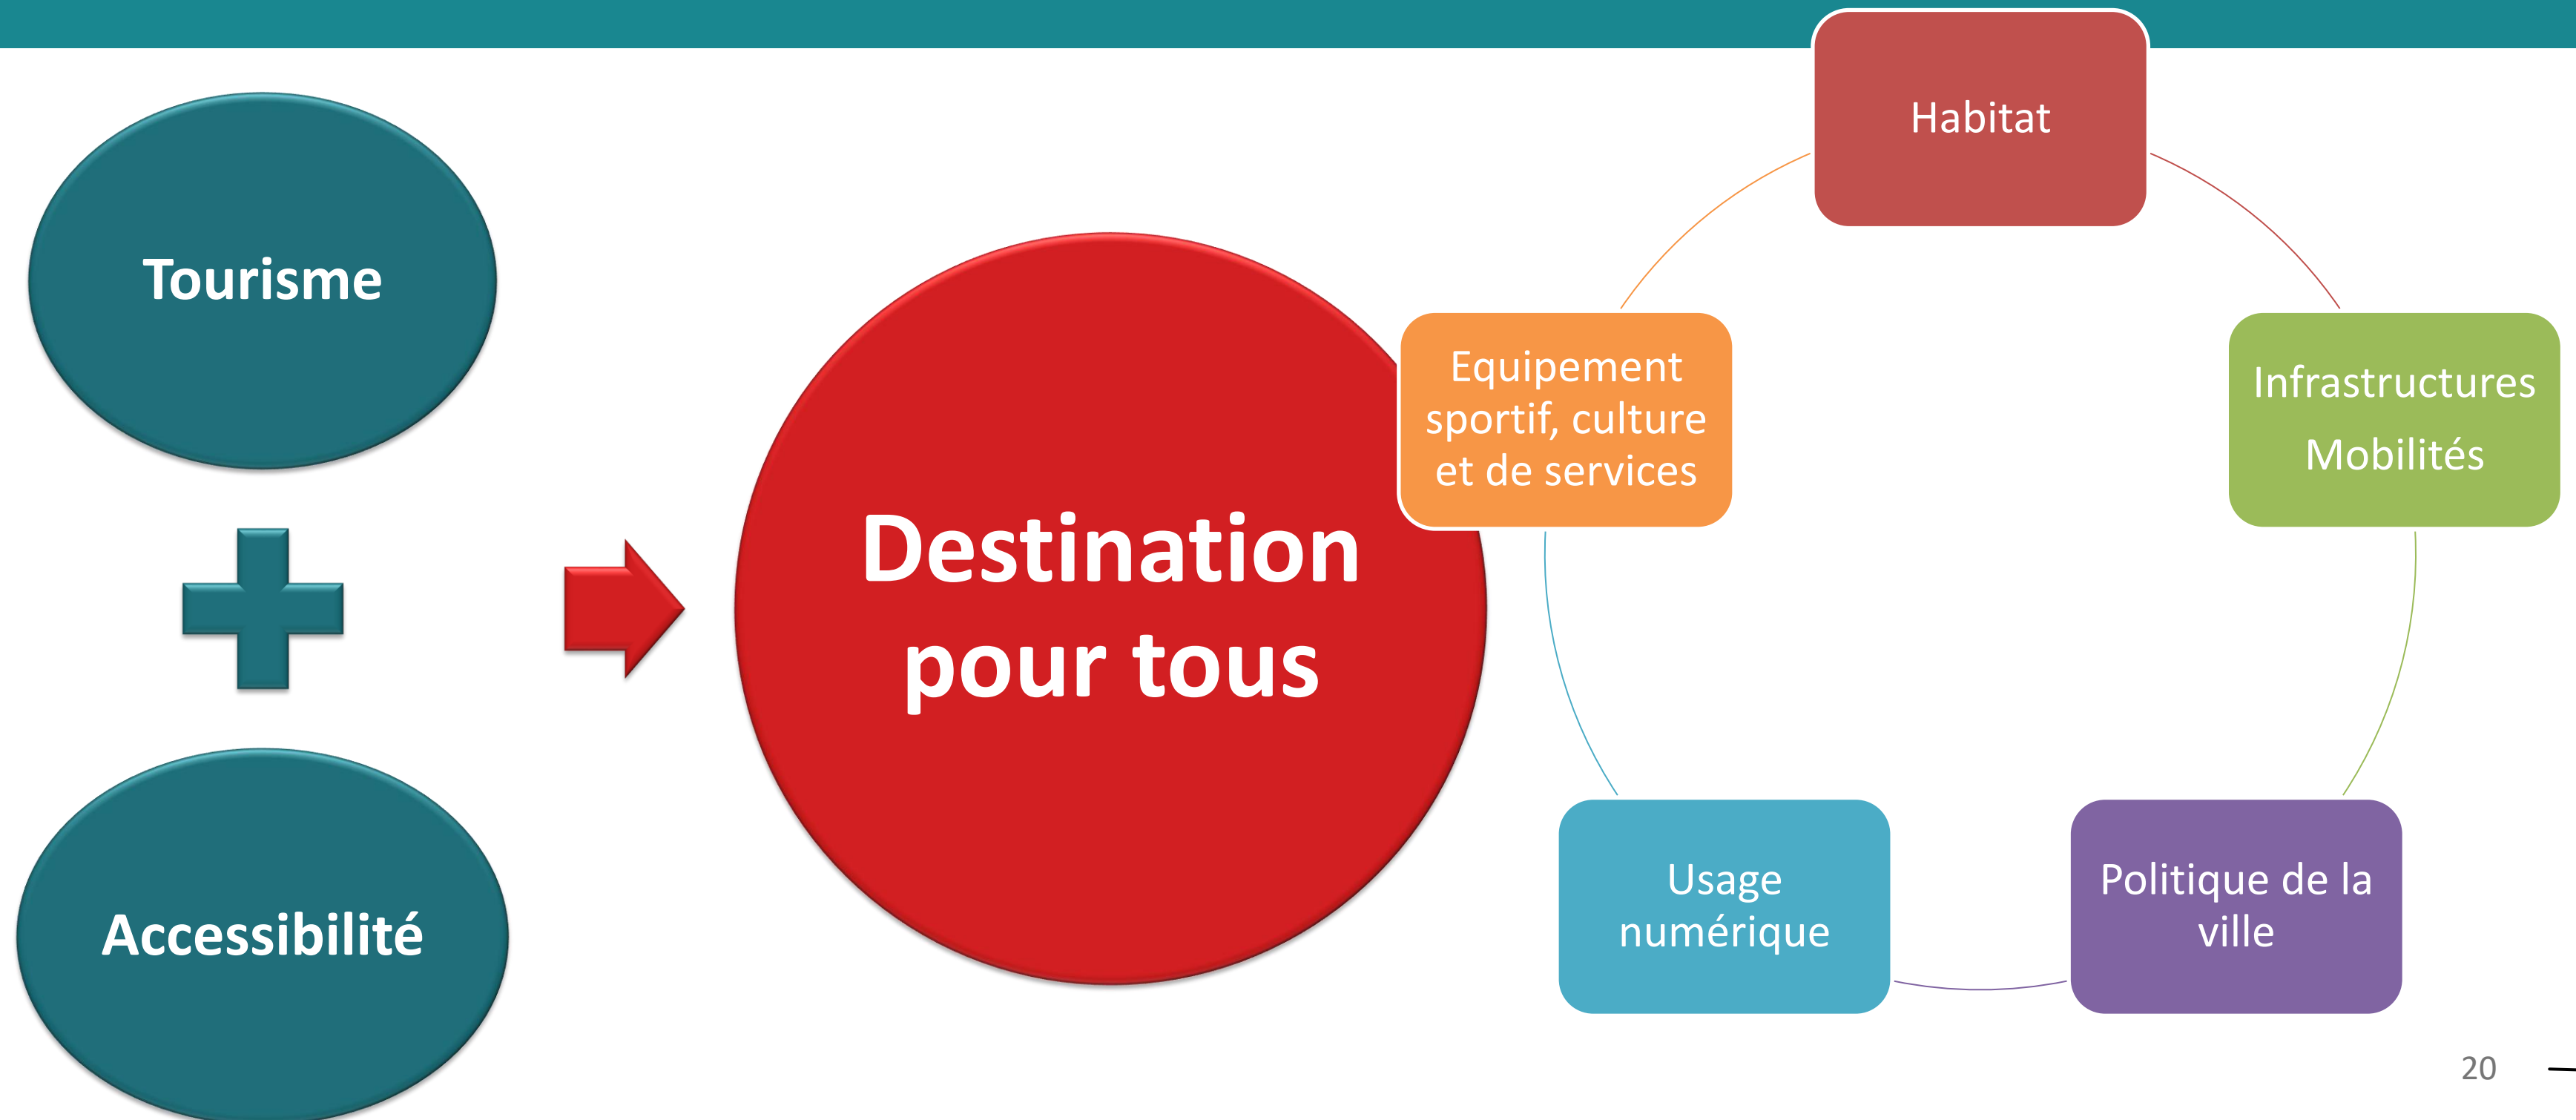 Tourisme
Accessibilité
Destination
pour tous
Habitat
Infrastructures
Mobilités
Politique de la
ville
Usage
numérique
Equipement
sportif, culture
et de services
20